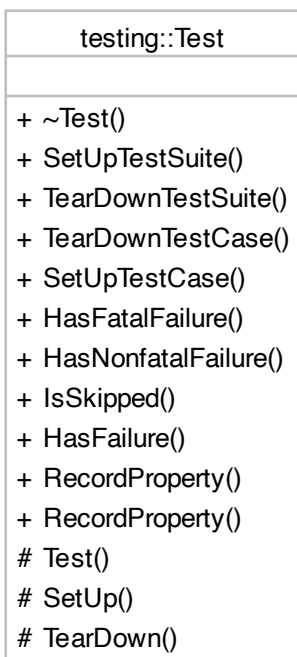 testing::Test
+ ~Test()
+ SetUpTestSuite()
+ TearDownTestSuite()
+ TearDownTestCase()
+ SetUpTestCase()
+ HasFatalFailure()
+ HasNonfatalFailure()
+ IsSkipped()
+ HasFailure()
+ RecordProperty()
+ RecordProperty()
# Test()
# SetUp()
# TearDown()